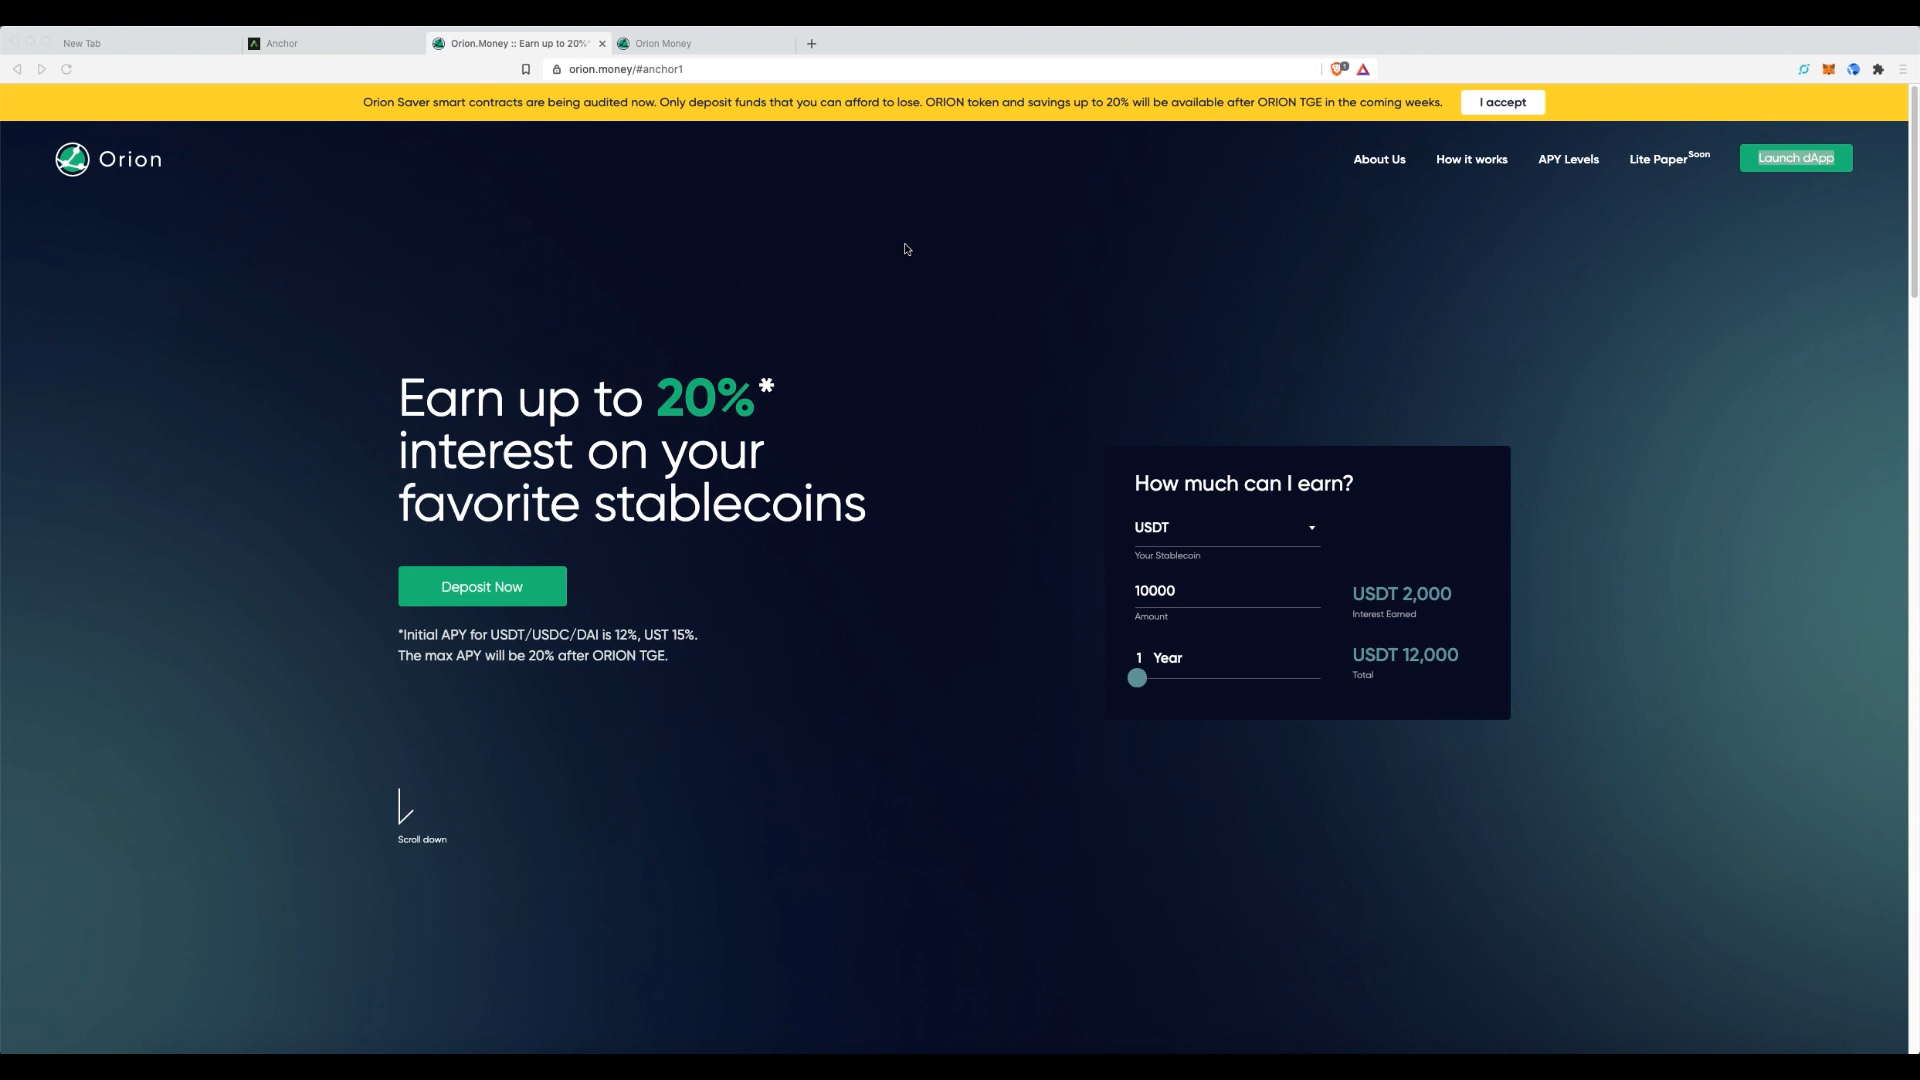 New Tab
Anchor
Orion.Money :: Earn up to 20%*
Orion Money
orion.money/#anchor1
1
Orion Saver smart contracts are being audited now. Only deposit funds that you can afford to lose. ORION token and savings up to 20% will be available after ORION TGE in the coming weeks.
I accept
Orion
About Us
How it works
APY Levels
Lite Paper Soon
Launch dApp
Earn up to 20%*
interest on your
favorite stablecoins
Deposit Now
*Initial APY for USDT/USDC/DAI is 12%, UST 15%.
The max APY will be 20% after ORION TGE.
Scroll down
How much can I earn?
USDT
Your Stablecoin
10000
Amount
USDT 2,000
Interest Earned
1 Year
USDT 12,000
Total